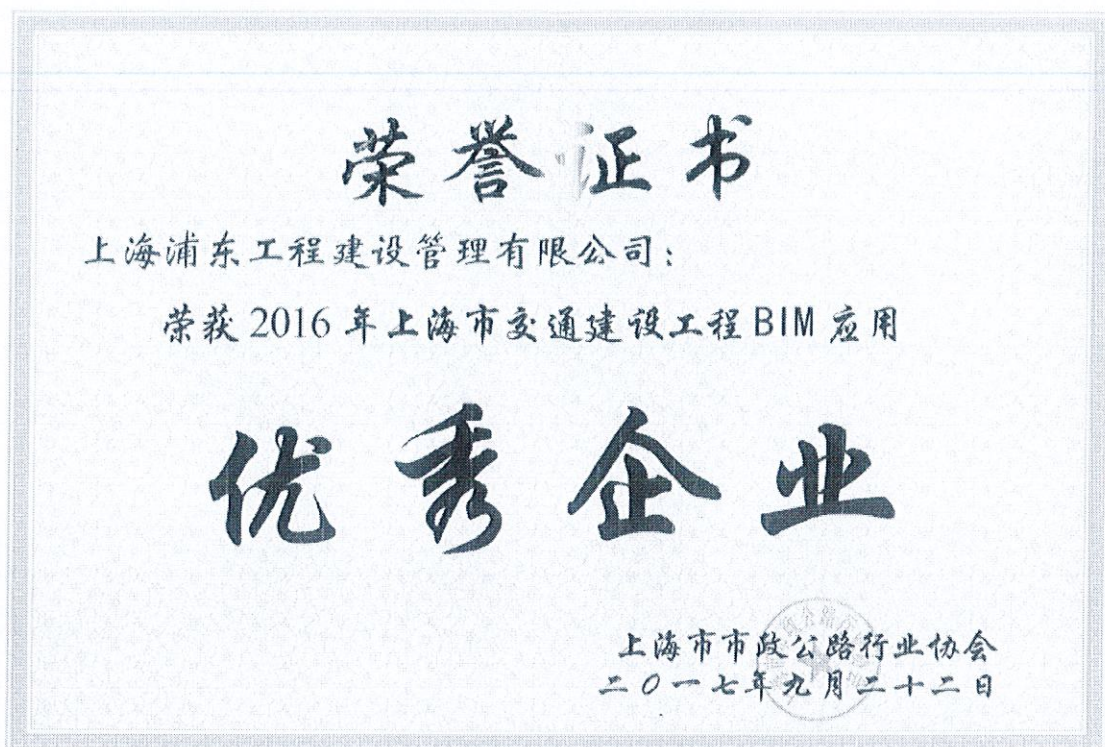 荣誉证书
上海浦东工程建设管理有限公司：
荣获2016年上海市交通建设工程BIM应用
优秀企业
上海市市政公路行业协会
二〇一七年九月二十二日